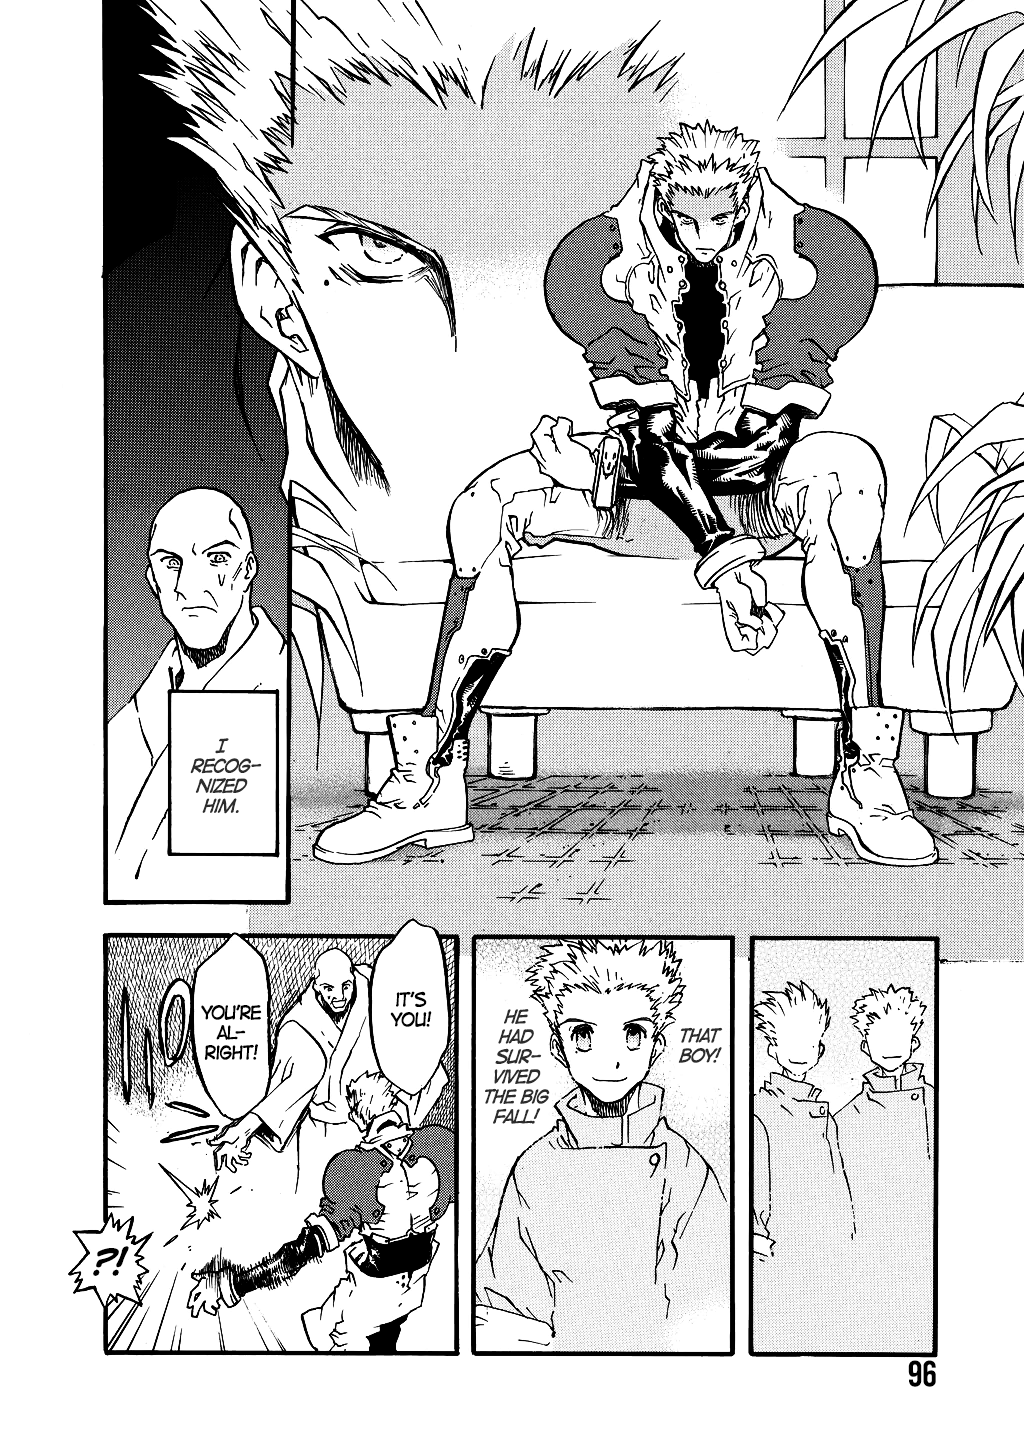 I
RECOG-
NIZED
HIM.
THAT
BOY!
HE
HAD
SUR-
VIVED
THE BIG
FALL!
IT'S
YOU!
YOU'RE
AL-
RIGHT!
?!
96